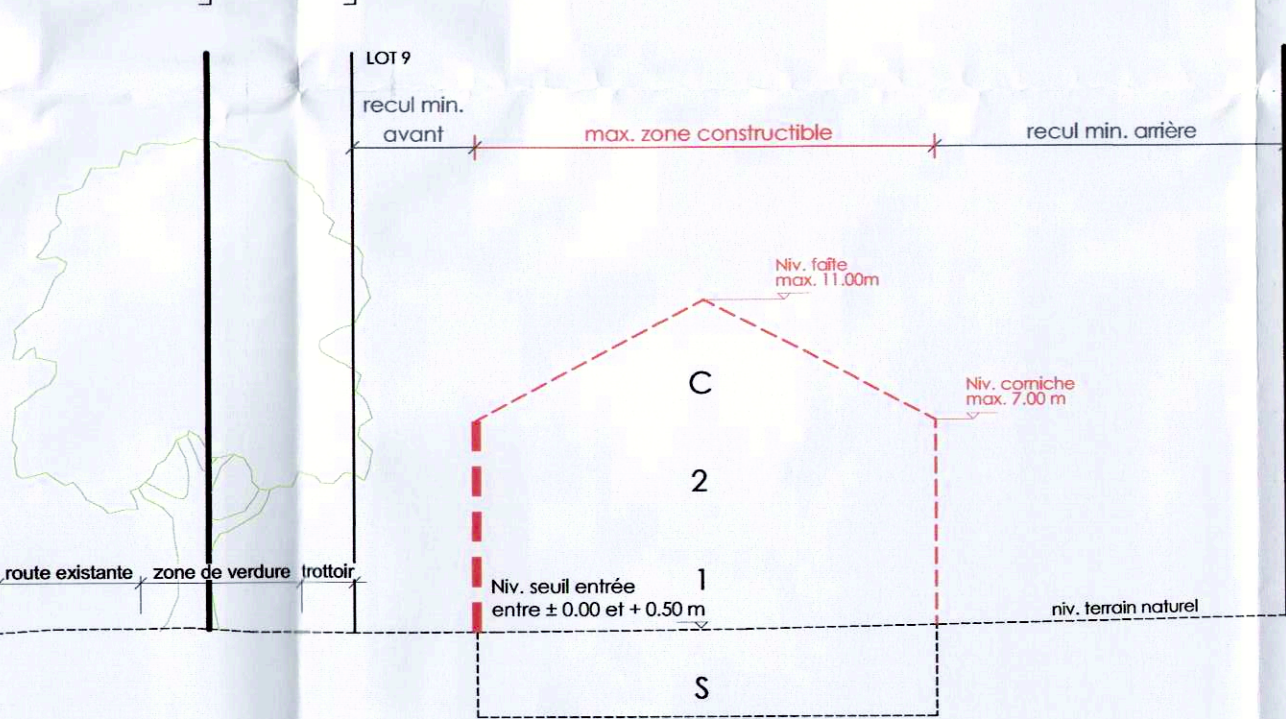 LOT 9
recul min.
avant
max. zone constructible
recul min. arrière
Niv. faîte
max. 11.00m
C
Niv. corniche
max. 7.00 m
2
route existante
zone de verdure
trottoir
1
Niv. seuil entrée
entre ± 0.00 et + 0.50 m
niv. terrain naturel
S